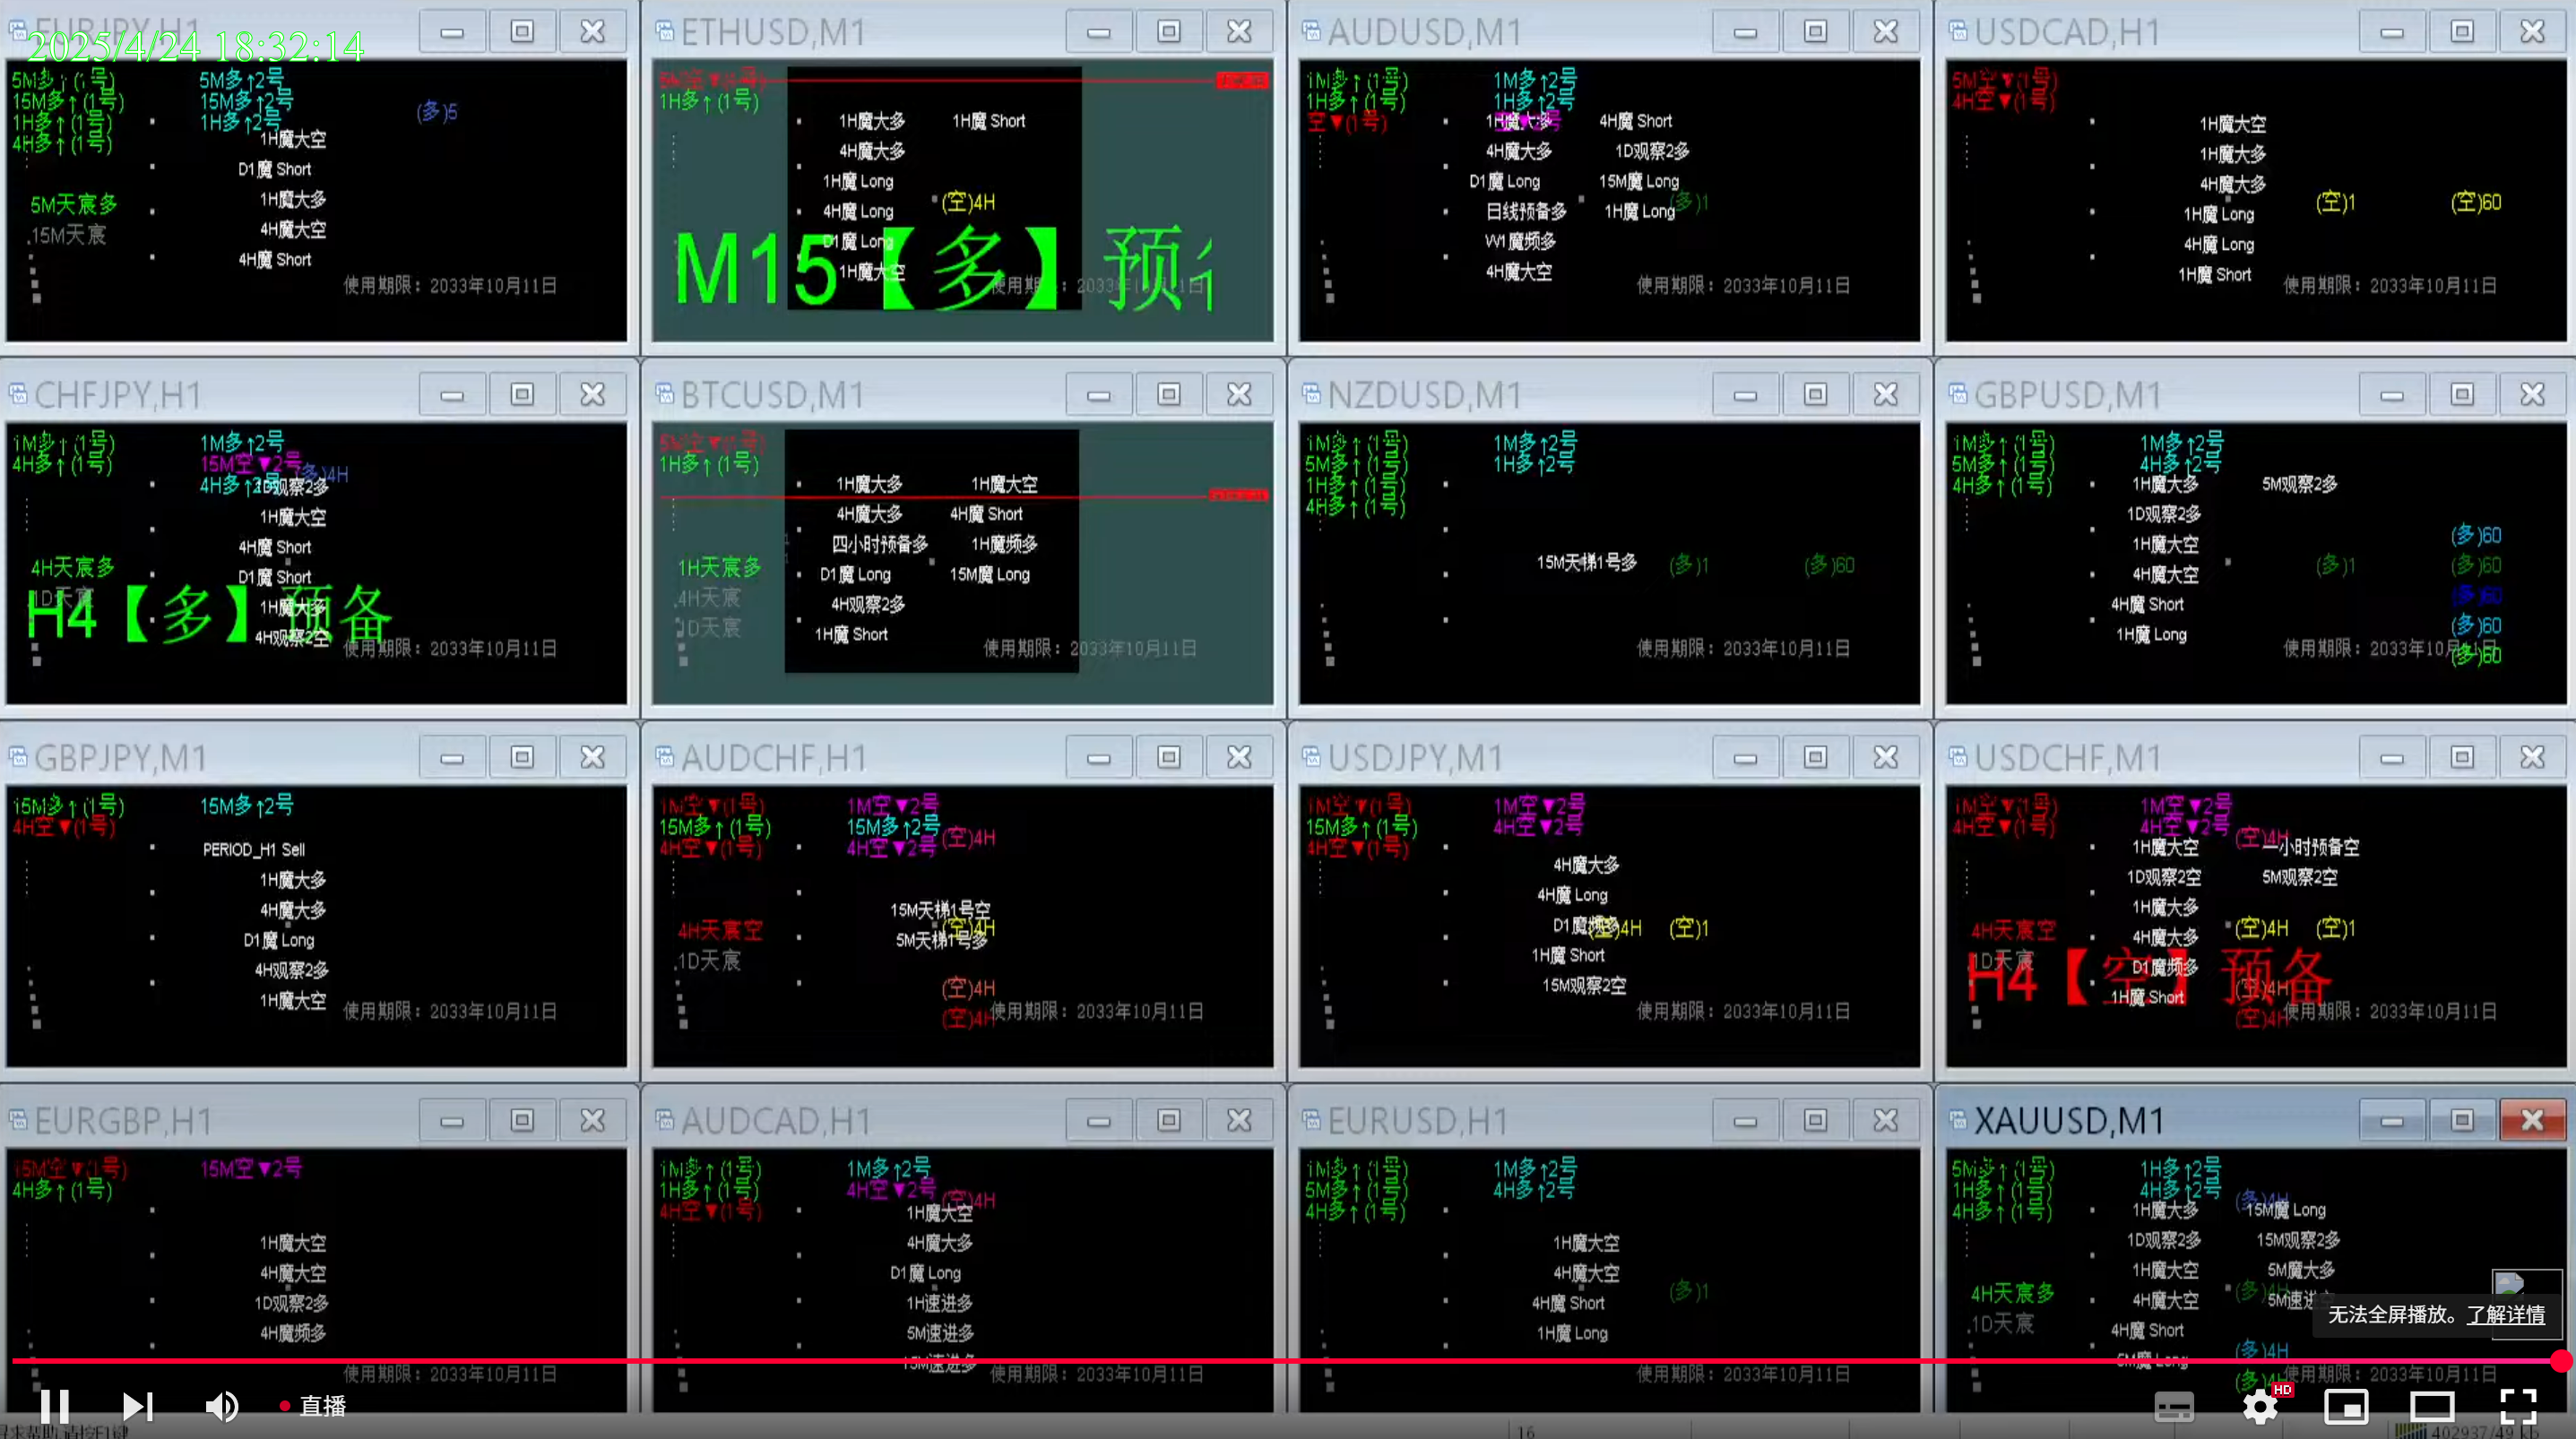 EURJPY,H1
2025/4/24 18:32:14
5M多↑(1号) 5M多↑2号
15M多↑(1号) 15M多↑2号 (多)5
1H多↑(1号) 1H多↑2号
4H多↑(1号) 1H魔大空
D1魔 Short
5M天宸多 1H魔大多
.15M天宸 4H魔大空
4H魔 Short
使用期限：2033年10月11日
ETHUSD,M1
1H多↑(1号)
1H魔大多 1H魔 Short
4H魔大多
1H魔 Long (空)4H
4H魔 Long
D1魔 Long
M15【多】预
1H魔大空
AUDUSD,M1
1M多↑(1号) 1M多↑2号
1H多↑(1号) 1H多↑2号
空▼(1号) 1H魔大多 4H魔 Short
4H魔大多 1D观察2多
D1魔 Long 15M魔 Long
日线预备多 1H魔 Long (多)1
W1魔频多
4H魔大空
使用期限：2033年10月11日
USDCAD,H1
5M空▼(1号)
4H空▼(1号)
1H魔大空
1H魔大多
4H魔大多 (空)1 (空)60
1H魔 Long
4H魔 Long
1H魔 Short
使用期限：2033年10月11日
CHFJPY,H1
1M多↑(1号) 1M多↑2号
4H多↑(1号) 15M空▼2号 (多)4H
4H多↑2号 1D观察2多
1H魔大空
4H魔 Short
4H天宸多 D1魔 Short
1D天宸 1H魔大多
H4【多】预备
4H观察2空
使用期限：2033年10月11日
BTCUSD,M1
5M空▼(1号)
1H多↑(1号)
1H魔大多 1H魔大空
4H魔大多 4H魔 Short
四小时预备多 1H魔频多
1H天宸多 D1魔 Long 15M魔 Long
.4H天宸 4H观察2多
.1D天宸 1H魔 Short
使用期限：2033年10月11日
NZDUSD,M1
1M多↑(1号) 1M多↑2号
5M多↑(1号) 1H多↑2号
1H多↑(1号)
4H多↑(1号)
15M天梯1号多 (多)1 (多)60
使用期限：2033年10月11日
GBPUSD,M1
1M多↑(1号) 1M多↑2号
5M多↑(1号) 4H多↑2号
4H多↑(1号) 1H魔大多 5M观察2多
1D观察2多
1H魔大空 (多)60
4H魔大空 (多)1 (多)60
4H魔 Short (多)60
1H魔 Long (多)60
使用期限：2033年10月11日 (多)60
GBPJPY,M1
15M多↑(1号) 15M多↑2号
4H空▼(1号)
PERIOD_H1 Sell
1H魔大多
4H魔大多
D1魔 Long
4H观察2多
1H魔大空
使用期限：2033年10月11日
AUDCHF,H1
1M空▼(1号) 1M空▼2号
15M多↑(1号) 15M多↑2号 (空)4H
4H空▼(1号) 4H空▼2号
15M天梯1号空
4H天宸空 (空)4H
5M天梯1号多
.1D天宸
(空)4H
(空)4H 使用期限：2033年10月11日
USDJPY,M1
1M空▼(1号) 1M空▼2号
15M多↑(1号) 4H空▼2号
4H空▼(1号)
4H魔大多
4H魔 Long
D1魔频多 (空)4H (空)1
1H魔 Short
15M观察2空
使用期限：2033年10月11日
USDCHF,M1
1M空▼(1号) 1M空▼2号
4H空▼(1号) 4H空▼2号 (空)4H
1H魔大空 一小时预备空
1D观察2空 5M观察2空
1H魔大多
4H天宸空 4H魔大多 (空)4H (空)1
.1D天宸 D1魔频多
H4【空】预备
1H魔 Short (空)4H
(空)4H 使用期限：2033年10月11日
EURGBP,H1
15M空▼(1号) 15M空▼2号
4H多↑(1号)
1H魔大空
4H魔大空
1D观察2多
4H魔频多
使用期限：2033年10月11日
AUDCAD,H1
1M多↑(1号) 1M多↑2号
1H多↑(1号) 4H空▼2号 (空)4H
4H空▼(1号) 1H魔大空
4H魔大多
D1魔 Long
1H速进多
5M速进多
15M速进多
使用期限：2033年10月11日
EURUSD,H1
1M多↑(1号) 1M多↑2号
5M多↑(1号) 4H多↑2号
4H多↑(1号)
1H魔大空
4H魔大空 (多)1
4H魔 Short
1H魔 Long
使用期限：2033年10月11日
XAUUSD,M1
5M多↑(1号) 1H多↑2号
1H多↑(1号) 4H多↑2号 (多)4H
4H多↑(1号) 1H魔大多 15M魔 Long
1D观察2多 15M观察2多
1H魔大空 5M魔大多
4H天宸多 4H魔大空 (多)4H 5M速进
.1D天宸 4H魔 Short
无法全屏播放。了解详情
5M魔 Long (多)4H
(多)4H 使用期限：2033年10月11日
直播
HD
16
402937/49 kb